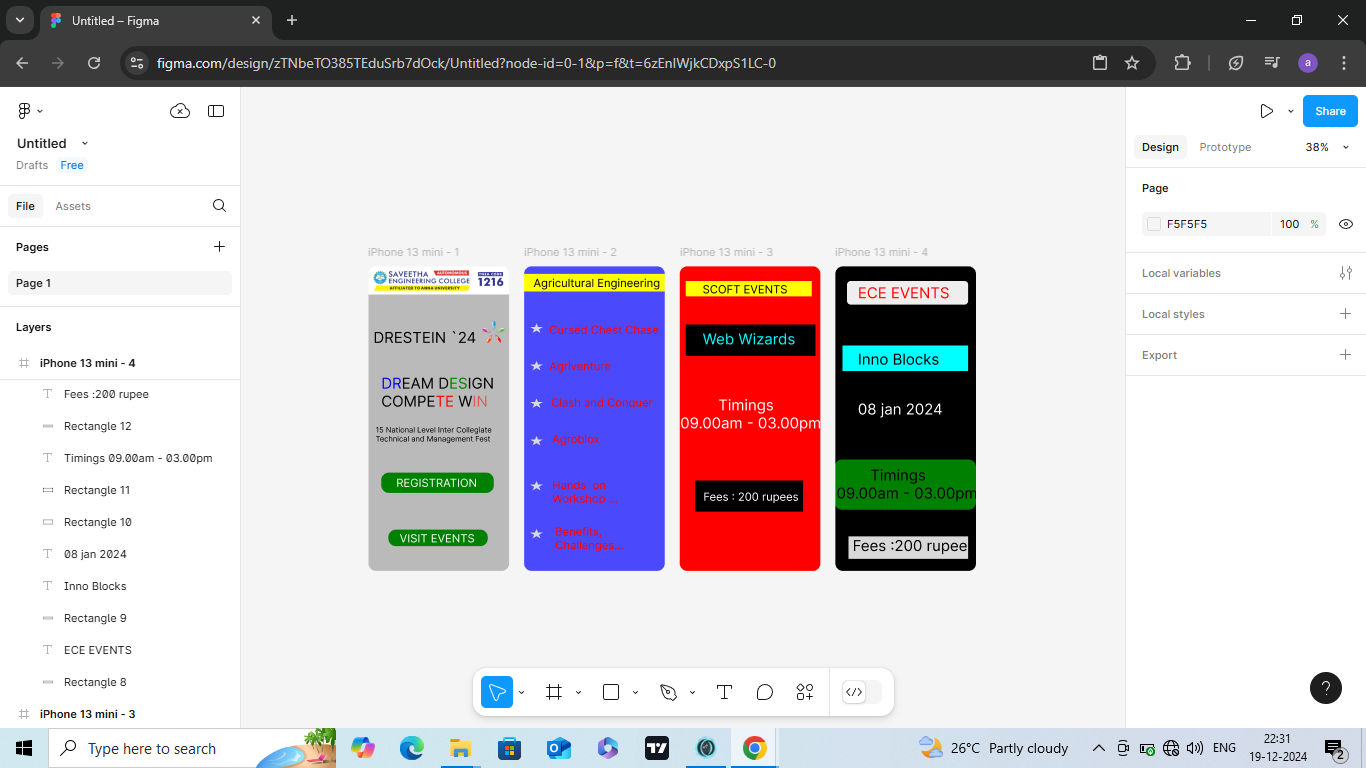 Untitled – Figma
figma.com/design/zTNbeTO385TEduSrb7dOck/Untitled?node-id=0-1&p=f&t=6zEnIWjkCDxpS1LC-0
a
Untitled
Drafts Free
File Assets
Pages
Page 1
Layers
iPhone 13 mini - 4
Fees :200 rupee
Rectangle 12
Timings 09.00am - 03.00pm
Rectangle 11
Rectangle 10
08 jan 2024
Inno Blocks
Rectangle 9
ECE EVENTS
Rectangle 8
iPhone 13 mini - 3
iPhone 13 mini - 1
SAVEETHA
AUTONOMOUS
ENGINEERING COLLEGE
AFFILIATED TO ANNA UNIVERSITY
1216
DRESTEIN `24
DREAM DESIGN
COMPETE WIN
15 National Level Inter Collegiate
Technical and Management Fest
REGISTRATION
VISIT EVENTS
iPhone 13 mini - 2
Agricultural Engineering
Cursed Chest Chase
Agriventure
Clash and Conquer
Agroblox
Hands-on
Workshop ...
Benefits,
Challenges...
iPhone 13 mini - 3
SCOFT EVENTS
Web Wizards
Timings
09.00am - 03.00pm
Fees : 200 rupees
iPhone 13 mini - 4
ECE EVENTS
Inno Blocks
08 jan 2024
Timings
09.00am - 03.00pm
Fees :200 rupee
Share
Design Prototype 38%
Page
F5F5F5 100 %
Local variables
Local styles
Export
?
Type here to search
26°C Partly cloudy
ENG
22:31
19-12-2024
2